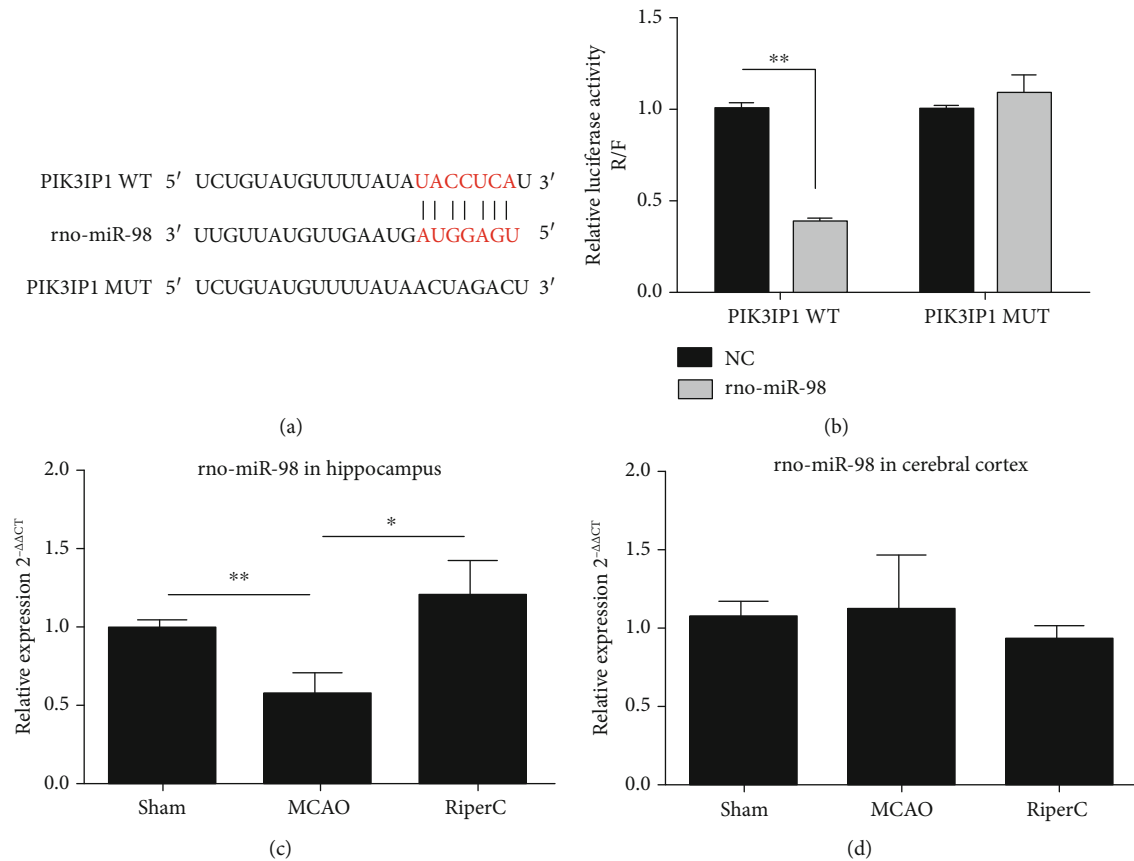 PIK3IP1 WT 5′ UCUGUAUGUUUUAUAUACCUCAU 3′
rno-miR-98 3′ UUGUUAUGUUGAAUGAUGGAGU 5′
PIK3IP1 MUT 5′ UCUGUAUGUUUUAUAACUAGACU 3′
(a)
Relative luciferase activity
R/F
1.5
1.0
0.5
0.0
**
PIK3IP1 WT
PIK3IP1 MUT
NC
rno-miR-98
(b)
rno-miR-98 in hippocampus
Relative expression 2^−ΔΔCT
2.0
1.5
1.0
0.5
0.0
**
*
Sham
MCAO
RiperC
(c)
rno-miR-98 in cerebral cortex
Relative expression 2^−ΔΔCT
2.0
1.5
1.0
0.5
0.0
Sham
MCAO
RiperC
(d)